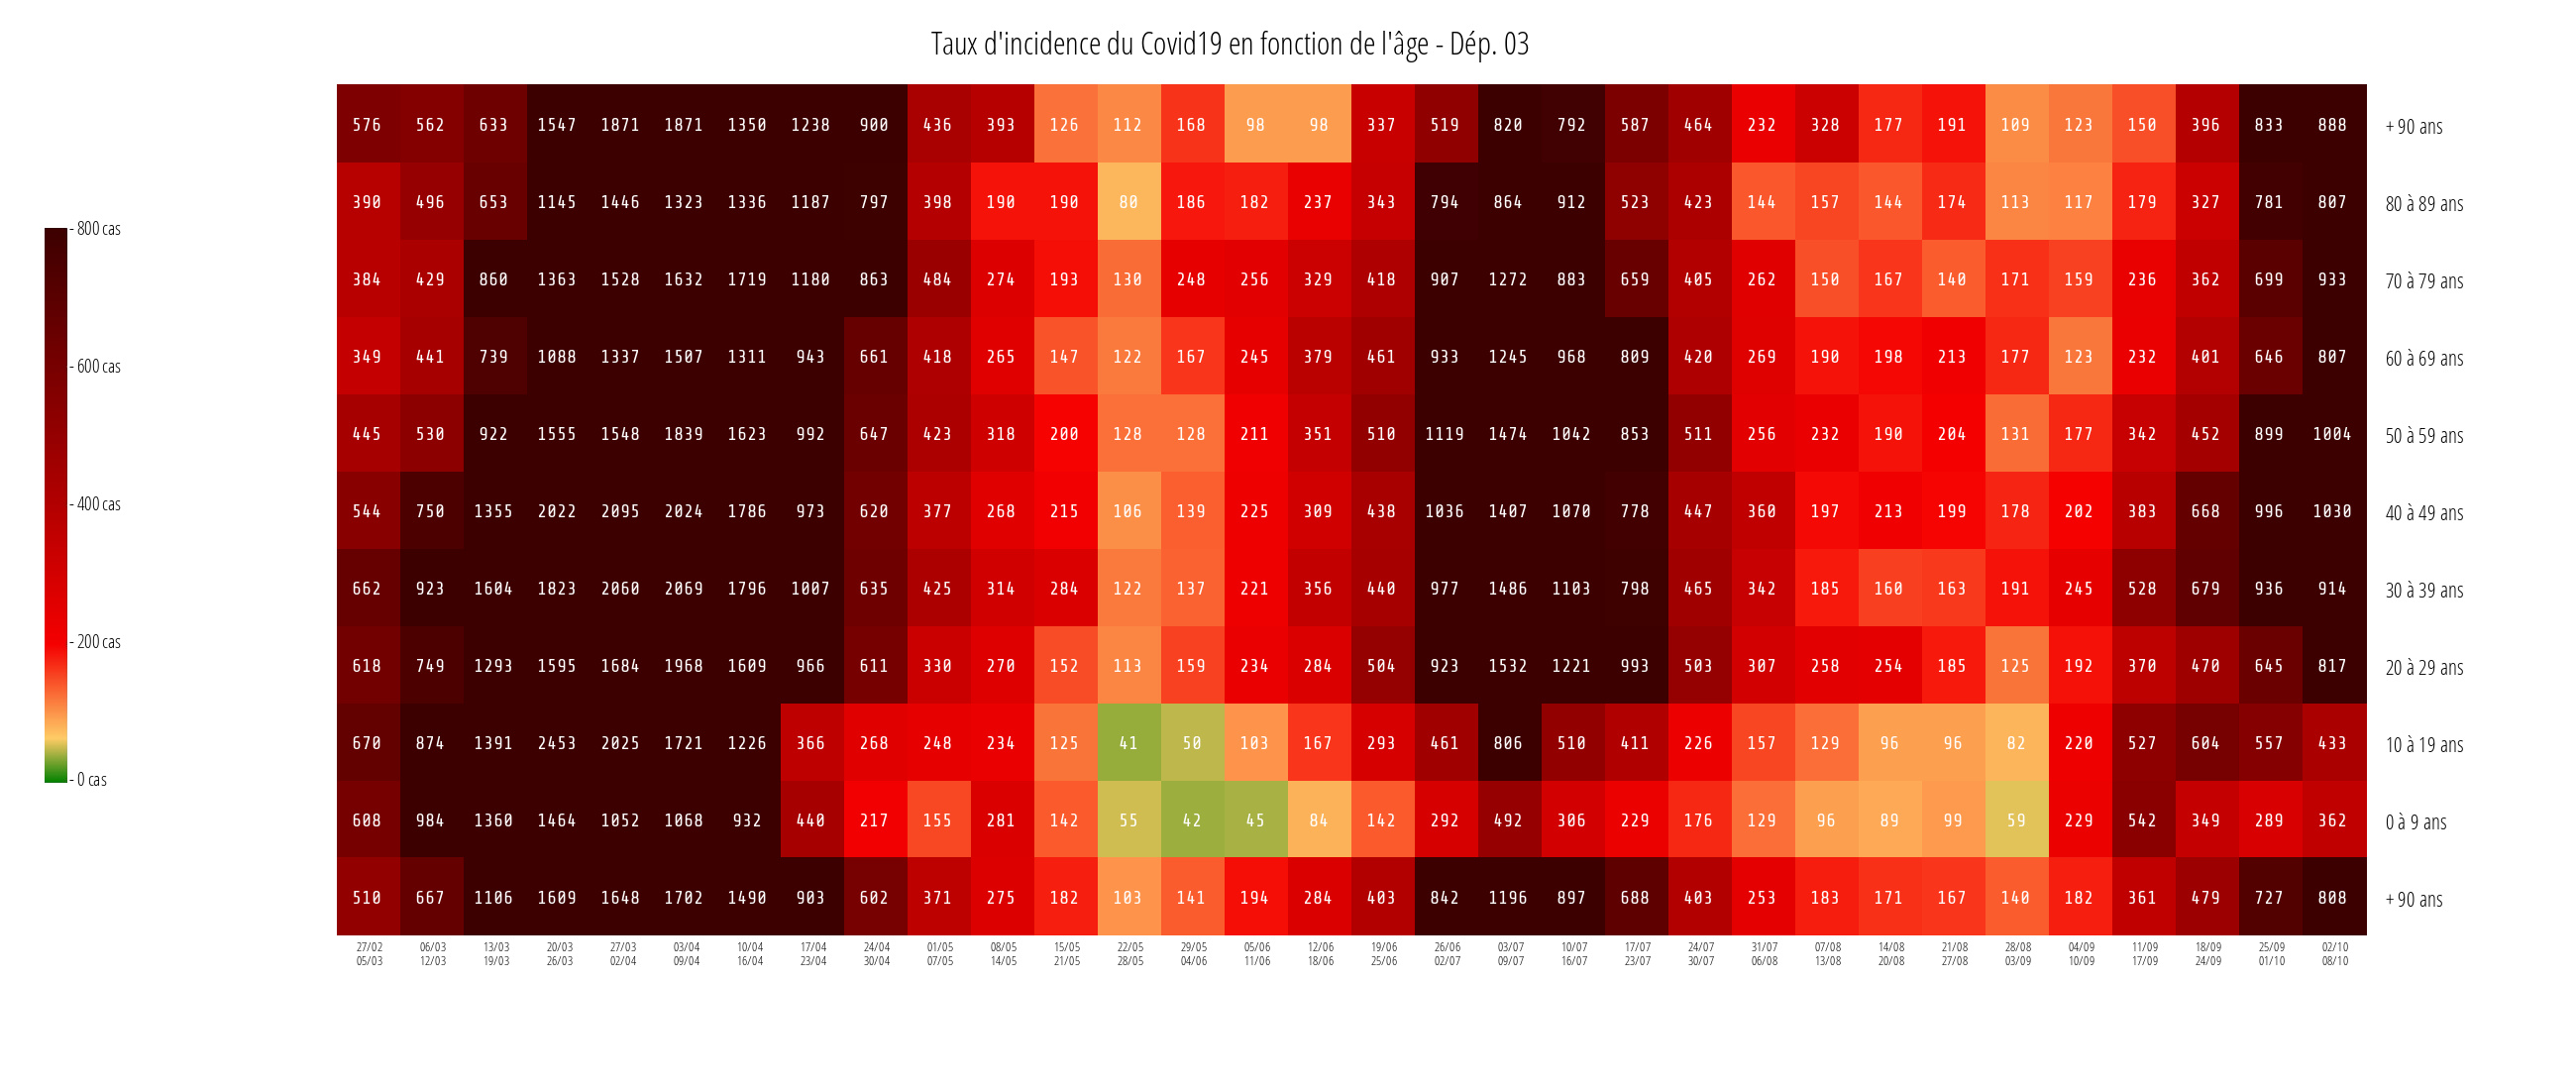 Taux d'incidence du Covid19 en fonction de l'âge - Dép. 03
576 562 633 1547 1871 1871 1350 1238 900 436 393 126 112 168 98 98 337 519 820 792 587 464 232 328 177 191 109 123 150 396 833 888 + 90 ans
390 496 653 1145 1446 1323 1336 1187 797 398 190 190 80 186 182 237 343 794 864 912 523 423 144 157 144 174 113 117 179 327 781 807 80 à 89 ans
- 800 cas
384 429 860 1363 1528 1632 1719 1180 863 484 274 193 130 248 256 329 418 907 1272 883 659 405 262 150 167 140 171 159 236 362 699 933 70 à 79 ans
349 441 739 1088 1337 1507 1311 943 661 418 265 147 122 167 245 379 461 933 1245 968 809 420 269 190 198 213 177 123 232 401 646 807 60 à 69 ans
- 600 cas
445 530 922 1555 1548 1839 1623 992 647 423 318 200 128 128 211 351 510 1119 1474 1042 853 511 256 232 190 204 131 177 342 452 899 1004 50 à 59 ans
- 400 cas
544 750 1355 2022 2095 2024 1786 973 620 377 268 215 106 139 225 309 438 1036 1407 1070 778 447 360 197 213 199 178 202 383 668 996 1030 40 à 49 ans
662 923 1604 1823 2060 2069 1796 1007 635 425 314 284 122 137 221 356 440 977 1486 1103 798 465 342 185 160 163 191 245 528 679 936 914 30 à 39 ans
- 200 cas
618 749 1293 1595 1684 1968 1609 966 611 330 270 152 113 159 234 284 504 923 1532 1221 993 503 307 258 254 185 125 192 370 470 645 817 20 à 29 ans
670 874 1391 2453 2025 1721 1226 366 268 248 234 125 41 50 103 167 293 461 806 510 411 226 157 129 96 96 82 220 527 604 557 433 10 à 19 ans
- 0 cas
608 984 1360 1464 1052 1068 932 440 217 155 281 142 55 42 45 84 142 292 492 306 229 176 129 96 89 99 59 229 542 349 289 362 0 à 9 ans
510 667 1106 1609 1648 1702 1490 903 602 371 275 182 103 141 194 284 403 842 1196 897 688 403 253 183 171 167 140 182 361 479 727 808 + 90 ans
27/02 06/03 13/03 20/03 27/03 03/04 10/04 17/04 24/04 01/05 08/05 15/05 22/05 29/05 05/06 12/06 19/06 26/06 03/07 10/07 17/07 24/07 31/07 07/08 14/08 21/08 28/08 04/09 11/09 18/09 25/09 02/10
05/03 12/03 19/03 26/03 02/04 09/04 16/04 23/04 30/04 07/05 14/05 21/05 28/05 04/06 11/06 18/06 25/06 02/07 09/07 16/07 23/07 30/07 06/08 13/08 20/08 27/08 03/09 10/09 17/09 24/09 01/10 08/10